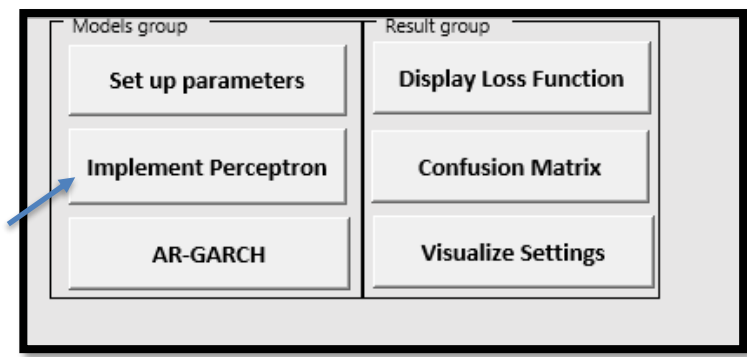 Models group
Set up parameters
Implement Perceptron
AR-GARCH
Result group
Display Loss Function
Confusion Matrix
Visualize Settings